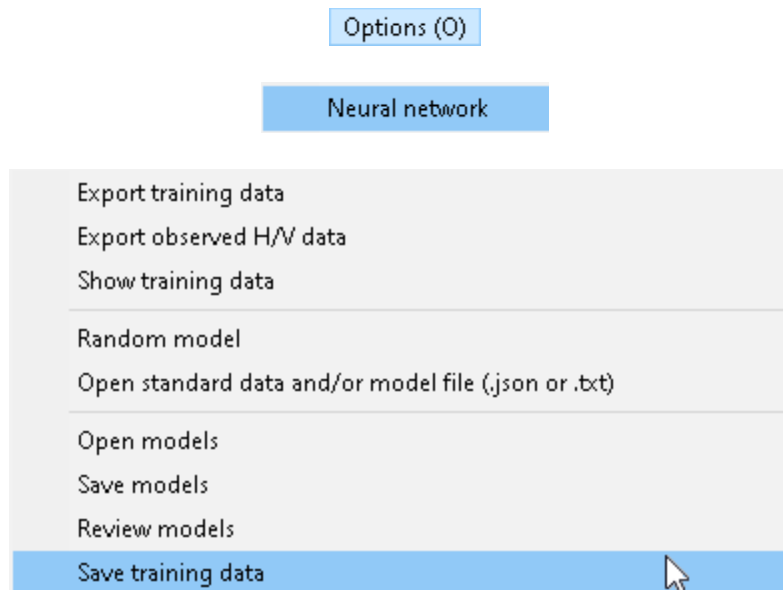 Options (O)
Neural network
Export training data
Export observed H/V data
Show training data
Random model
Open standard data and/or model file (.json or .txt)
Open models
Save models
Review models
Save training data